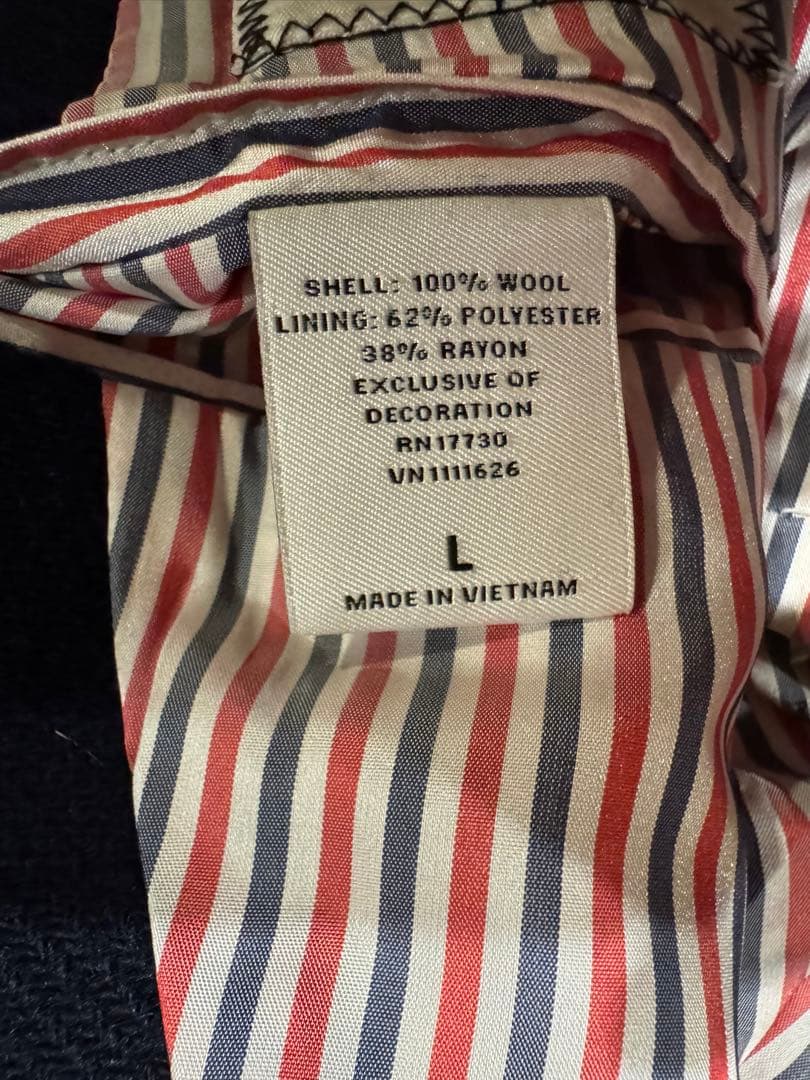 SHELL: 100% WOOL
LINING: 62% POLYESTER
38% RAYON
EXCLUSIVE OF
DECORATION
RN17730
VN1111626
L
MADE IN VIETNAM